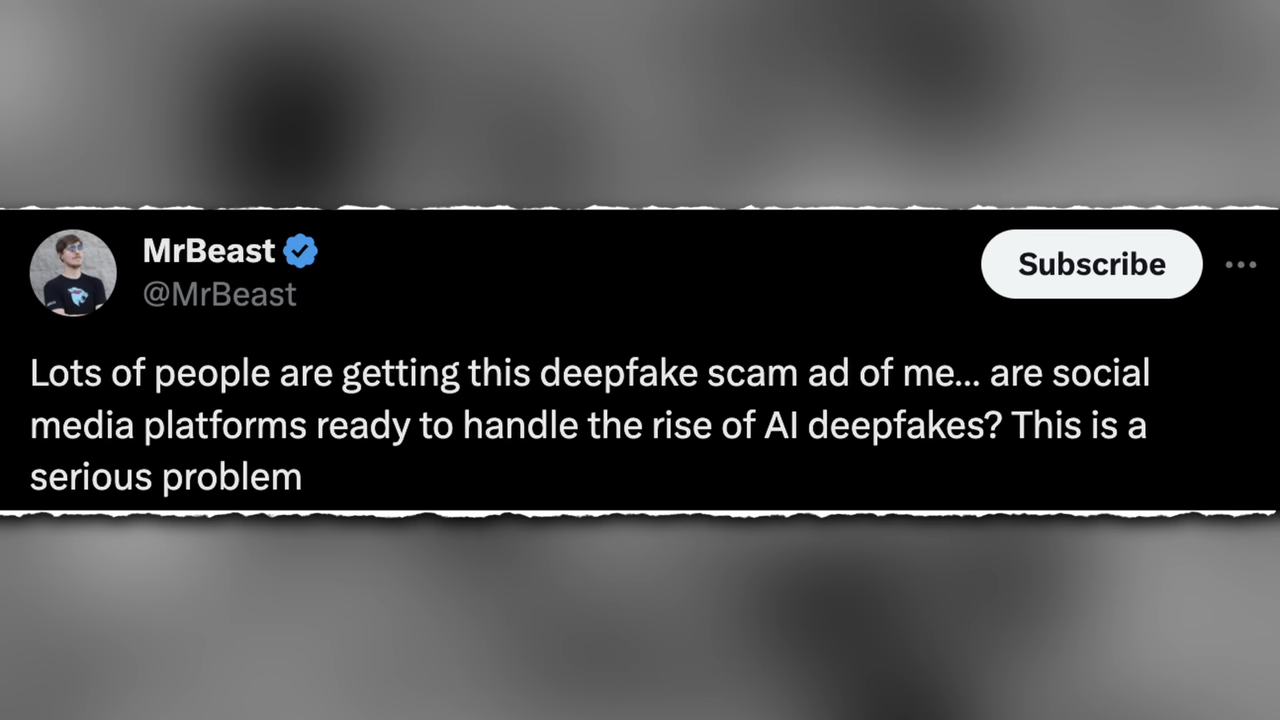 MrBeast
@MrBeast
Subscribe
Lots of people are getting this deepfake scam ad of me... are social
media platforms ready to handle the rise of AI deepfakes? This is a
serious problem